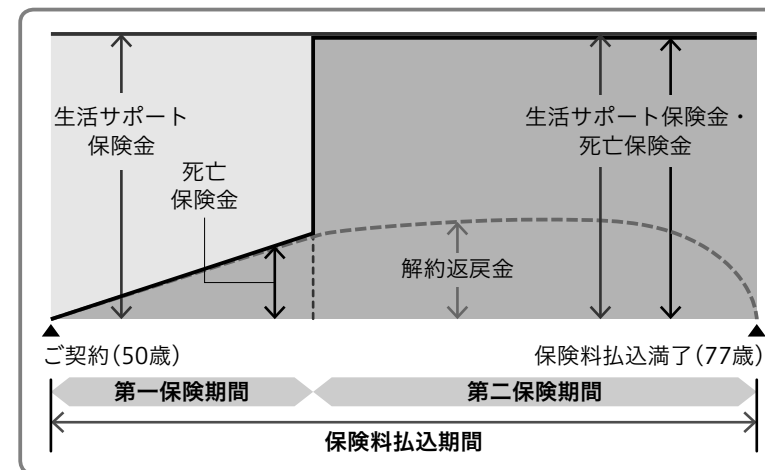 生活サポート
保険金
死亡
保険金
生活サポート保険金・
死亡保険金
解約返戻金
▲
ご契約(50歳)
▲
保険料払込満了(77歳)
第一保険期間
第二保険期間
保険料払込期間